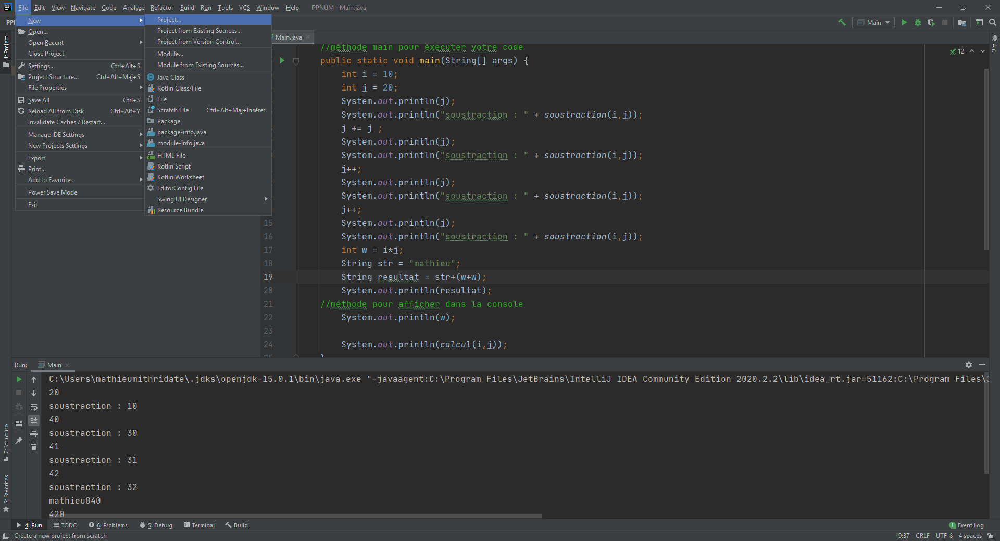 File Edit View Navigate Code Analyze Refactor Build Run Tools VCS Window Help PPNUM - Main.java
Main
1: Project
New
Open...
Open Recent
Close Project
Settings... Ctrl+Alt+S
Project Structure... Ctrl+Alt+Maj+S
File Properties
Save All Ctrl+S
Reload All from Disk Ctrl+Alt+Y
Invalidate Caches / Restart...
Manage IDE Settings
New Projects Settings
Export
Print...
Add to Favorites
Power Save Mode
Exit
Project...
Project from Existing Sources...
Project from Version Control...
Module...
Module from Existing Sources...
Java Class
Kotlin Class/File
File
Scratch File Ctrl+Alt+Maj+Insérer
Package
package-info.java
module-info.java
HTML File
Kotlin Script
Kotlin Worksheet
EditorConfig File
Swing UI Designer
Resource Bundle
Main.java
12
Ant
//méthode main pour éxécuter votre code
public static void main(String[] args) {
int i = 10;
int j = 20;
System.out.println(j);
System.out.println("soustraction : " + soustraction(i,j));
j += j ;
System.out.println(j);
System.out.println("soustraction : " + soustraction(i,j));
j++;
System.out.println(j);
System.out.println("soustraction : " + soustraction(i,j));
j++;
15 System.out.println(j);
16 System.out.println("soustraction : " + soustraction(i,j));
17 int w = i*j;
18 String str = "mathieu";
19 String resultat = str+(w+w);
20 System.out.println(resultat);
21 //méthode pour afficher dans la console
22 System.out.println(w);
23
24 System.out.println(calcul(i,j));
25 }
Run: Main
C:\Users\mathieumithridate\.jdks\openjdk-15.0.1\bin\java.exe "-javaagent:C:\Program Files\JetBrains\IntelliJ IDEA Community Edition 2020.2.2\lib\idea_rt.jar=51162:C:\Program Files\J
20
soustraction : 10
40
soustraction : 30
41
soustraction : 31
42
soustraction : 32
mathieu840
420
7: Structure
2: Favorites
4: Run TODO 6: Problems 5: Debug Terminal Build 1 Event Log
Create a new project from scratch 19:37 CRLF UTF-8 4 spaces